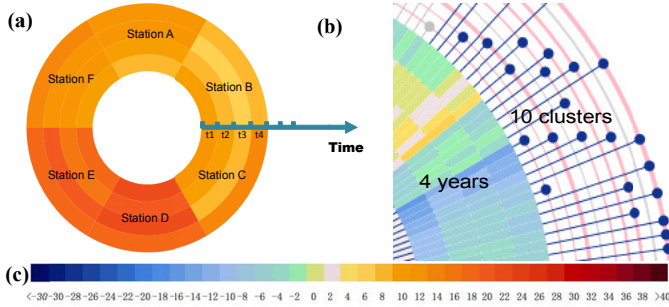 (a)
(b)
Station A
Station F
Station B
t1 t2 t3 t4
Time
Station E
Station C
Station D
10 clusters
4 years
(c)
<-30 -30 -28 -26 -24 -22 -20 -18 -16 -14 -12 -10 -8 -6 -4 -2 0 2 4 6 8 10 12 14 16 18 20 22 24 26 28 30 32 34 36 38 40 >40